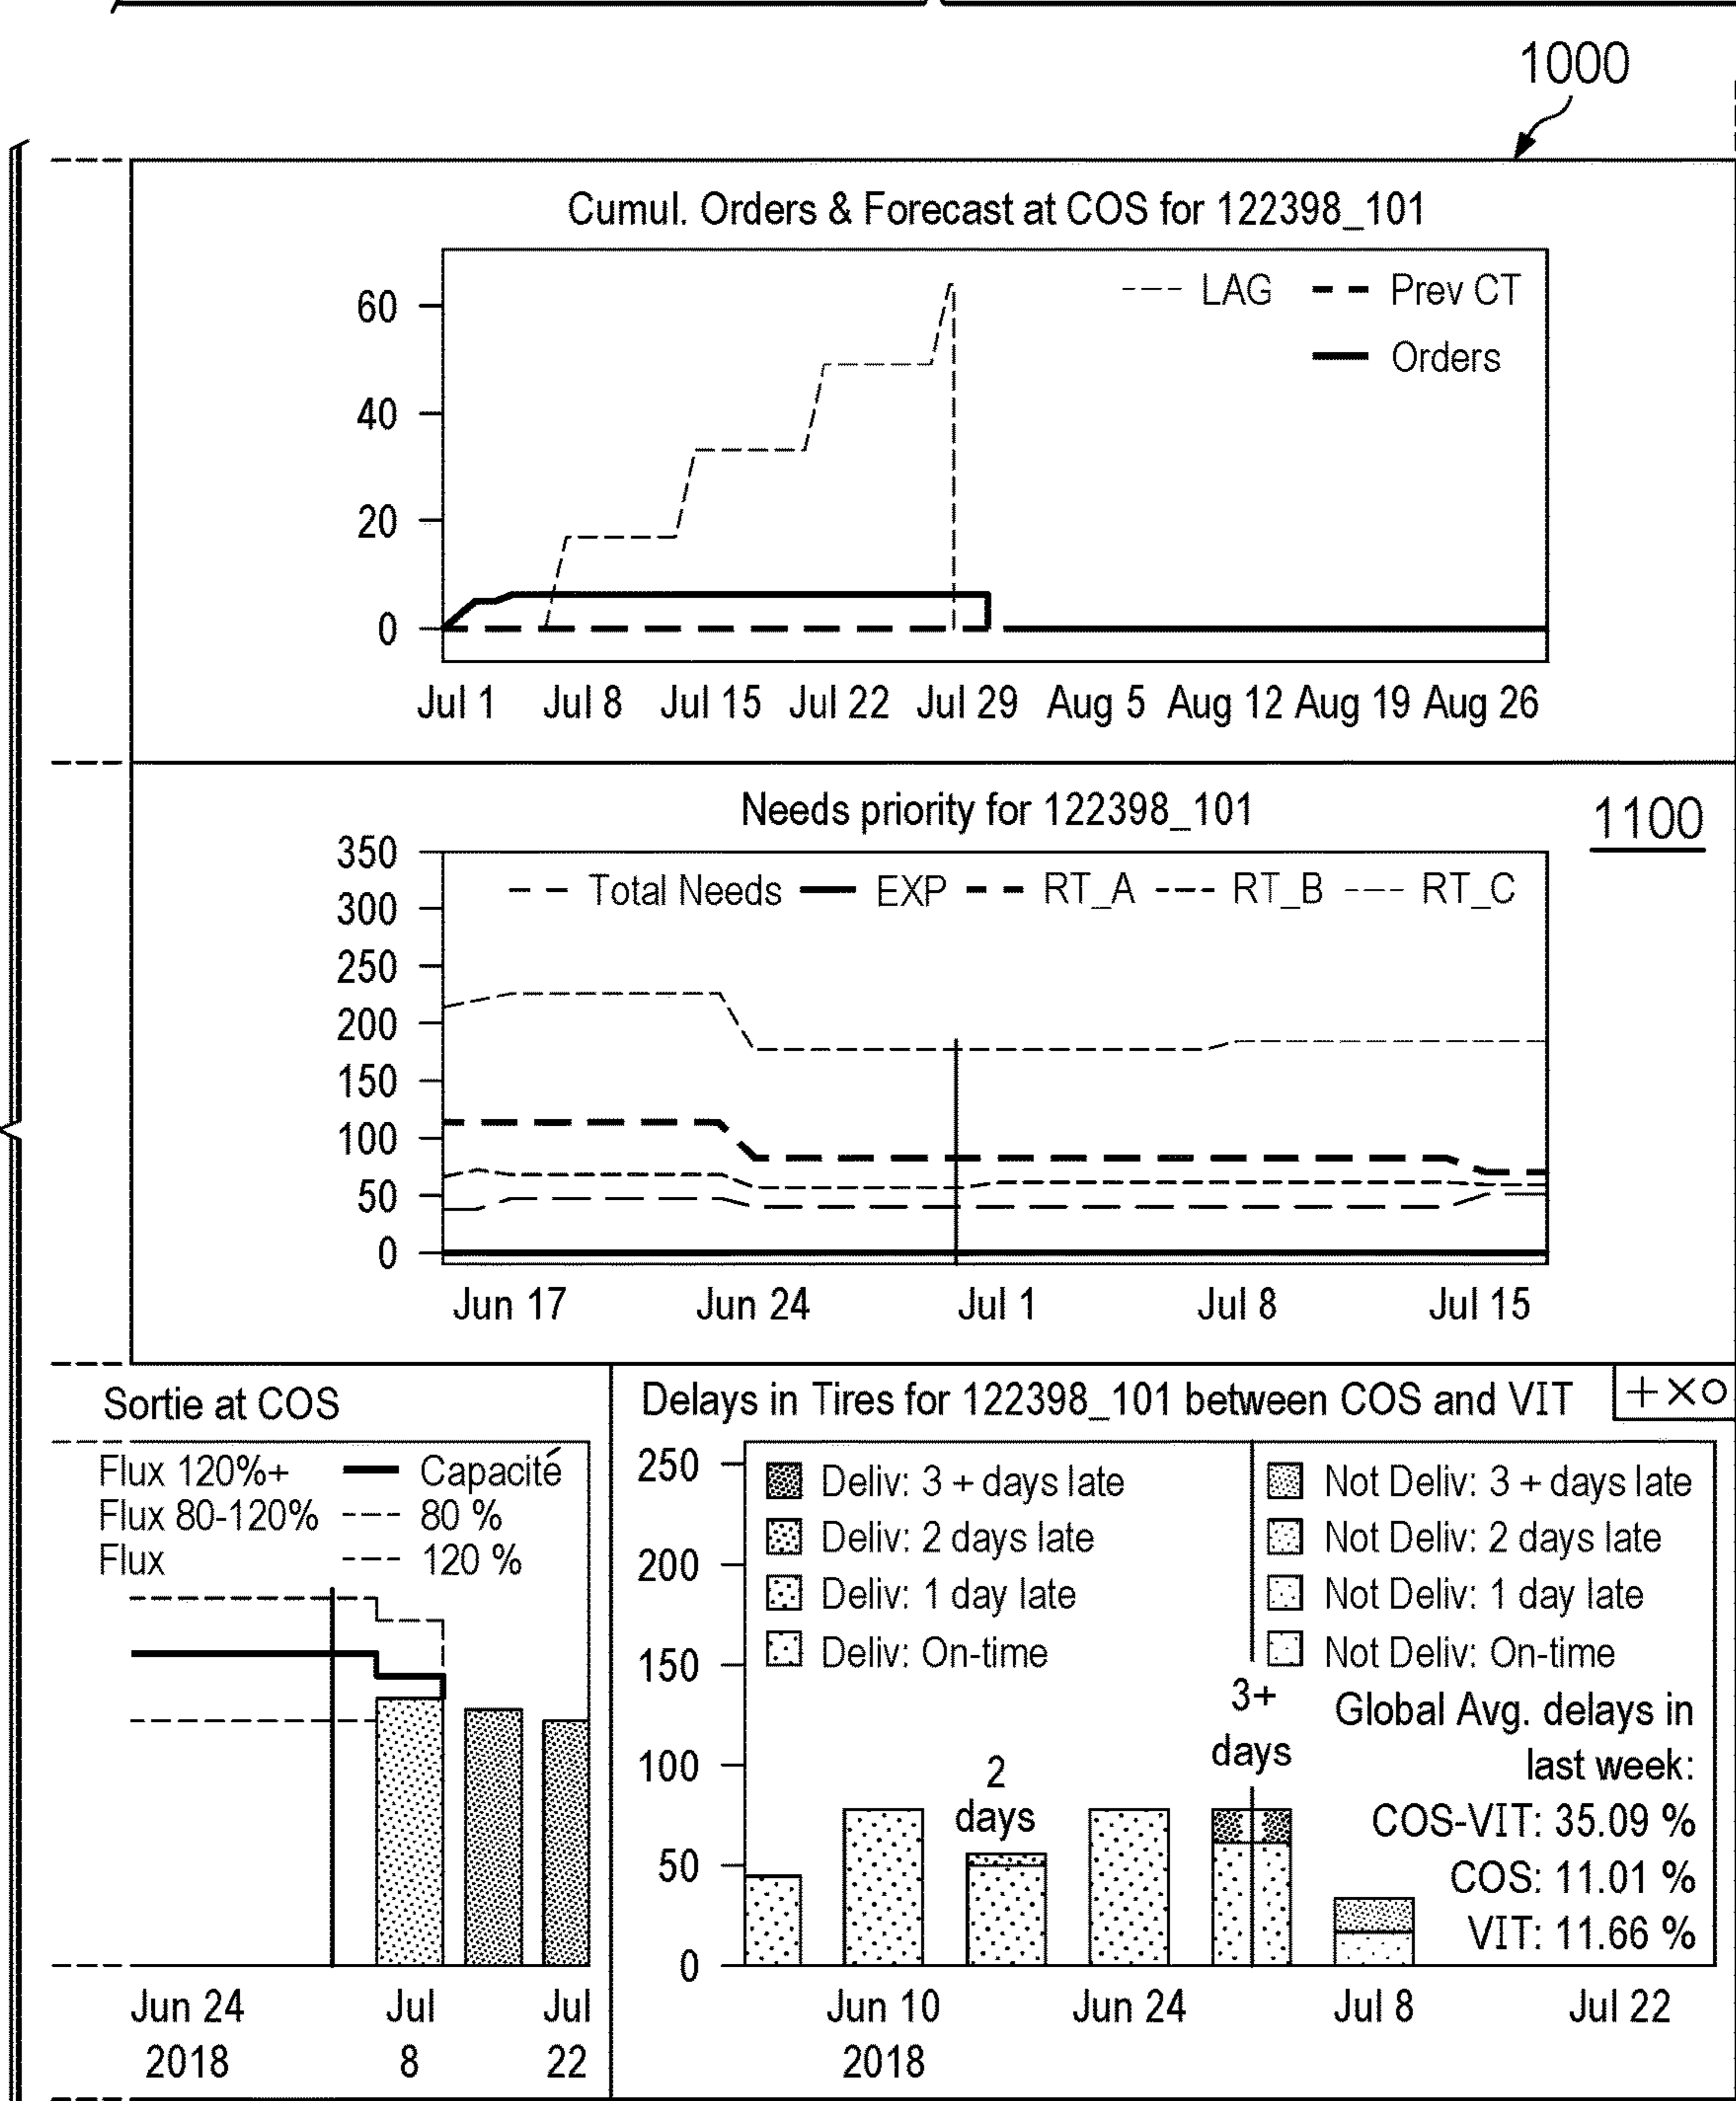 1000
Cumul. Orders & Forecast at COS for 122398_101
LAG Prev CT
Orders
60
40
20
0
Jul 1 Jul 8 Jul 15 Jul 22 Jul 29 Aug 5 Aug 12 Aug 19 Aug 26
Needs priority for 122398_101
1100
Total Needs EXP RT_A RT_B RT_C
350
300
250
200
150
100
50
0
Jun 17 Jun 24 Jul 1 Jul 8 Jul 15
Sortie at COS
Flux 120%+ Capacité
Flux 80-120% 80 %
Flux 120 %
Jun 24 Jul Jul
2018 8 22
Delays in Tires for 122398_101 between COS and VIT
+×○
250
200
150
100
50
0
Deliv: 3 + days late
Deliv: 2 days late
Deliv: 1 day late
Deliv: On-time
Not Deliv: 3 + days late
Not Deliv: 2 days late
Not Deliv: 1 day late
Not Deliv: On-time
2
days
3+
days
Global Avg. delays in
last week:
COS-VIT: 35.09 %
COS: 11.01 %
VIT: 11.66 %
Jun 10 Jun 24 Jul 8 Jul 22
2018